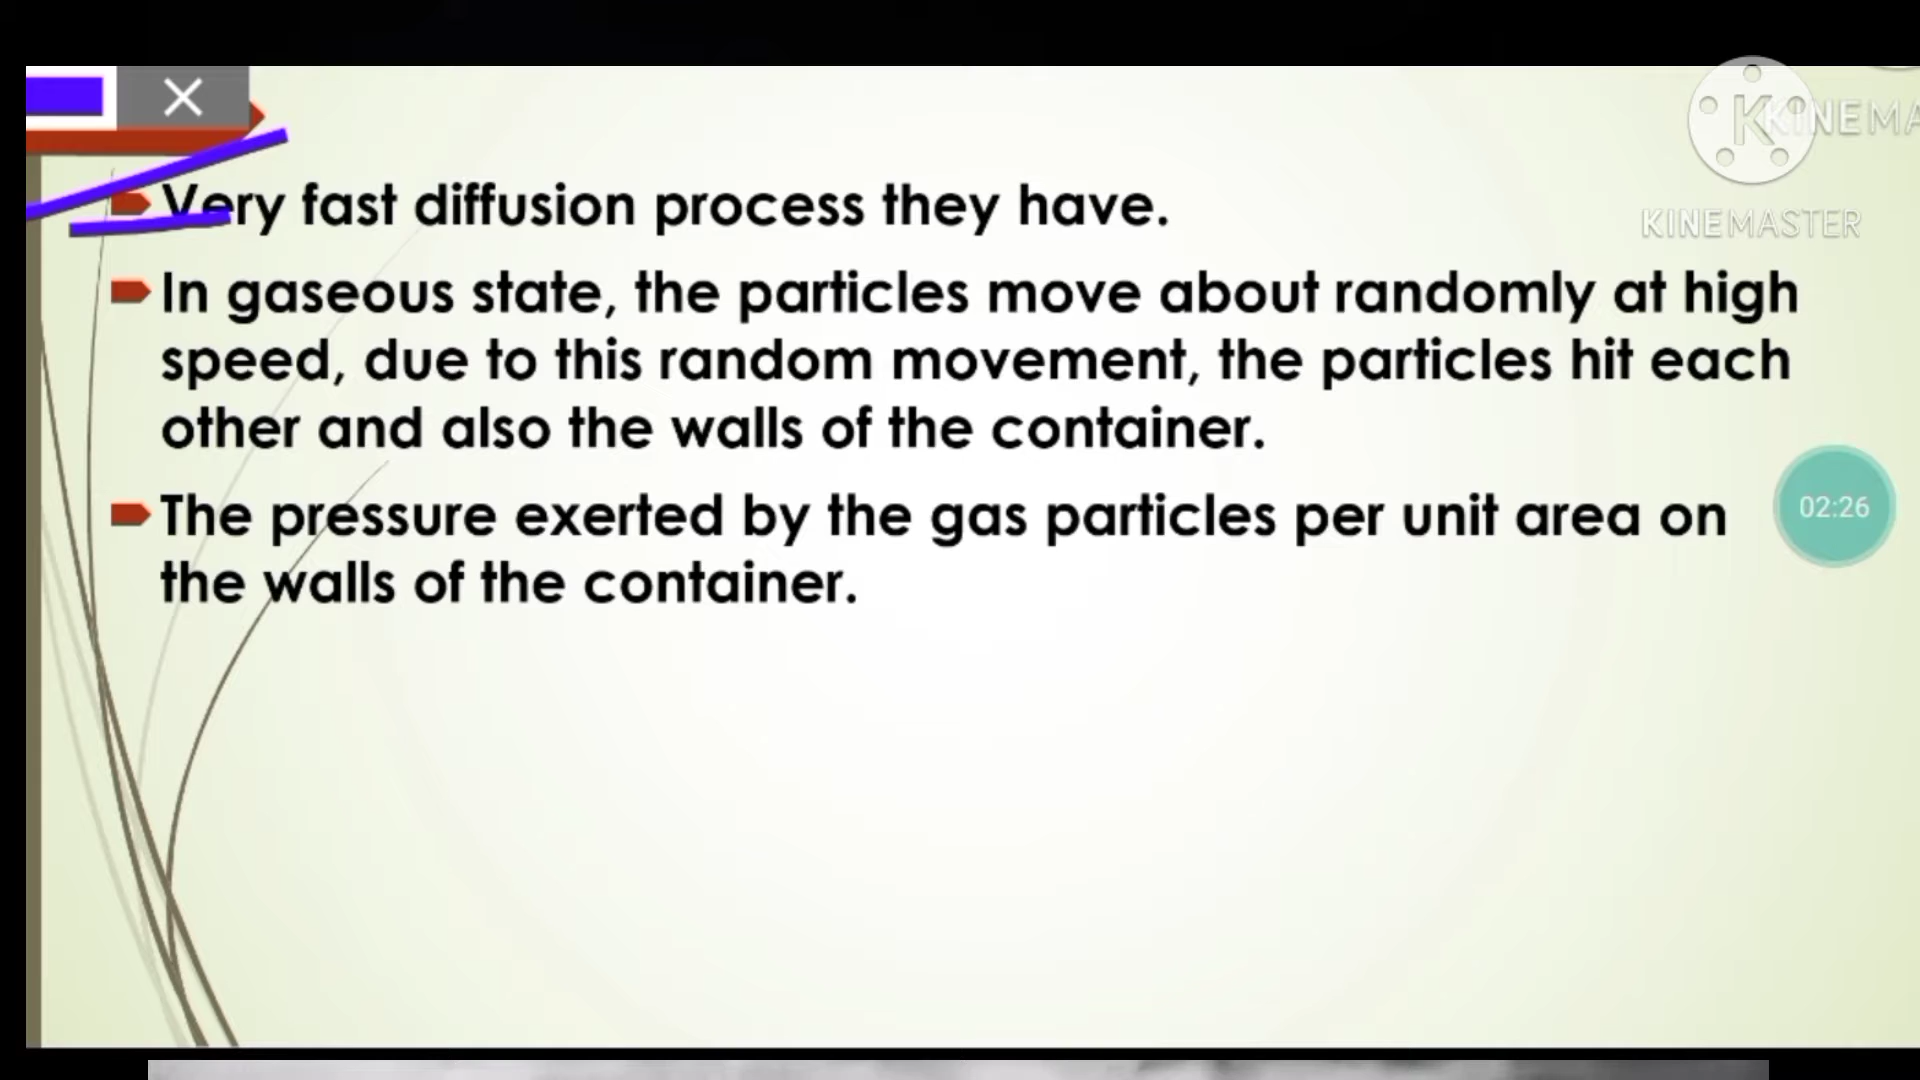 KINEMA
KINEMASTER
Very fast diffusion process they have.
In gaseous state, the particles move about randomly at high
speed, due to this random movement, the particles hit each
other and also the walls of the container.
02:26
The pressure exerted by the gas particles per unit area on
the walls of the container.